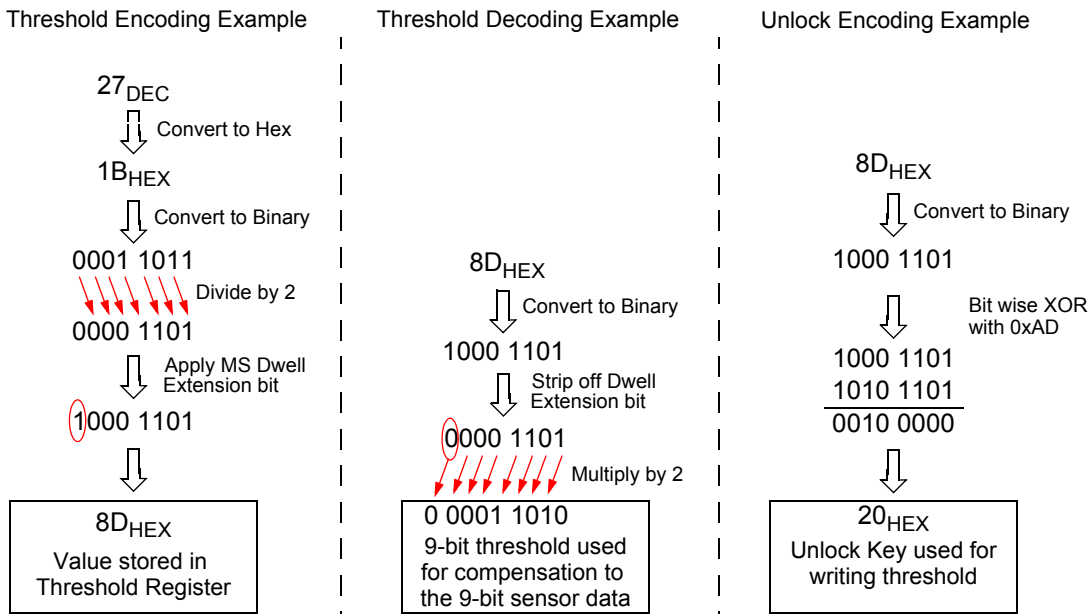 Threshold Encoding Example
27DEC
Convert to Hex
1BHEX
Convert to Binary
0001 1011
Divide by 2
0000 1101
Apply MS Dwell
Extension bit
1000 1101
8DHEX
Value stored in
Threshold Register
Threshold Decoding Example
8DHEX
Convert to Binary
1000 1101
Strip off Dwell
Extension bit
0000 1101
Multiply by 2
0 0001 1010
9-bit threshold used
for compensation to
the 9-bit sensor data
Unlock Encoding Example
8DHEX
Convert to Binary
1000 1101
Bit wise XOR
with 0xAD
1000 1101
1010 1101
0010 0000
20HEX
Unlock Key used for
writing threshold